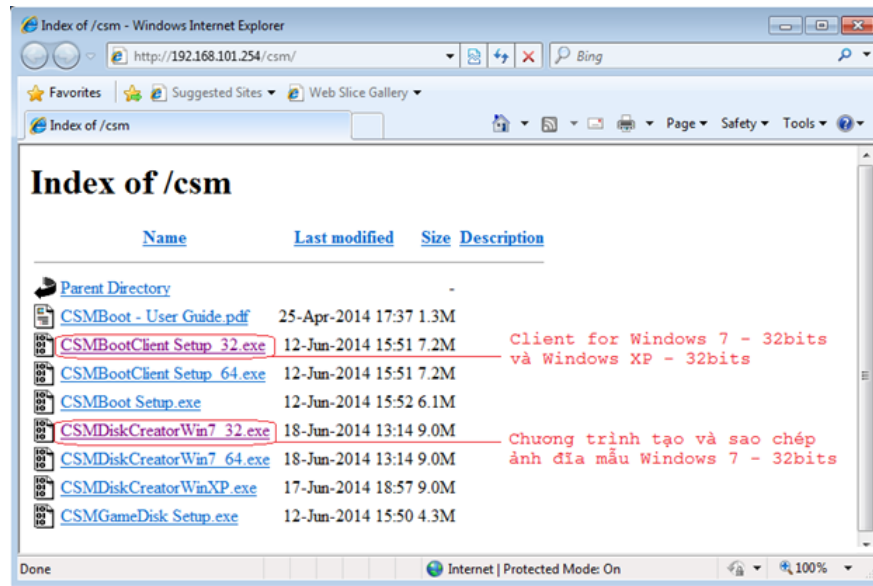 Index of /csm - Windows Internet Explorer
http://192.168.101.254/csm/
Bing
Favorites Suggested Sites Web Slice Gallery
Index of /csm
Page Safety Tools
Index of /csm
Name Last modified Size Description
Parent Directory -
CSMBoot - User Guide.pdf 25-Apr-2014 17:37 1.3M
CSMBootClient Setup_32.exe 12-Jun-2014 15:51 7.2M
Client for Windows 7 - 32bits
và Windows XP - 32bits
CSMBootClient Setup_64.exe 12-Jun-2014 15:51 7.2M
CSMBoot Setup.exe 12-Jun-2014 15:52 6.1M
CSMDiskCreatorWin7_32.exe 18-Jun-2014 13:14 9.0M
Chương trình tạo và sao chép
ảnh đĩa mẫu Windows 7 - 32bits
CSMDiskCreatorWin7_64.exe 18-Jun-2014 13:14 9.0M
CSMDiskCreatorWinXP.exe 17-Jun-2014 18:57 9.0M
CSMGameDisk Setup.exe 12-Jun-2014 15:50 4.3M
Done
Internet | Protected Mode: On
100%